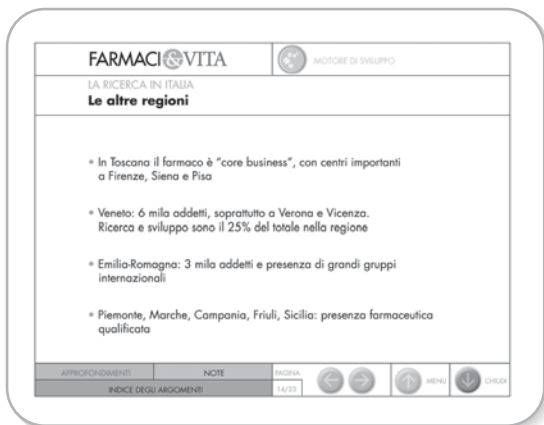 FARMACI&VITA
MOTORE DI SVILUPPO
LA RICERCA IN ITALIA
Le altre regioni
• In Toscana il farmaco è “core business”, con centri importanti
a Firenze, Siena e Pisa
• Veneto: 6 mila addetti, soprattutto a Verona e Vicenza.
Ricerca e sviluppo sono il 25% del totale nella regione
• Emilia-Romagna: 3 mila addetti e presenza di grandi gruppi
internazionali
• Piemonte, Marche, Campania, Friuli, Sicilia: presenza farmaceutica
qualificata
APPROFONDIMENTI
NOTE
INDICE DEGLI ARGOMENTI
PAGINA
14/23
MENU
CHIUDI